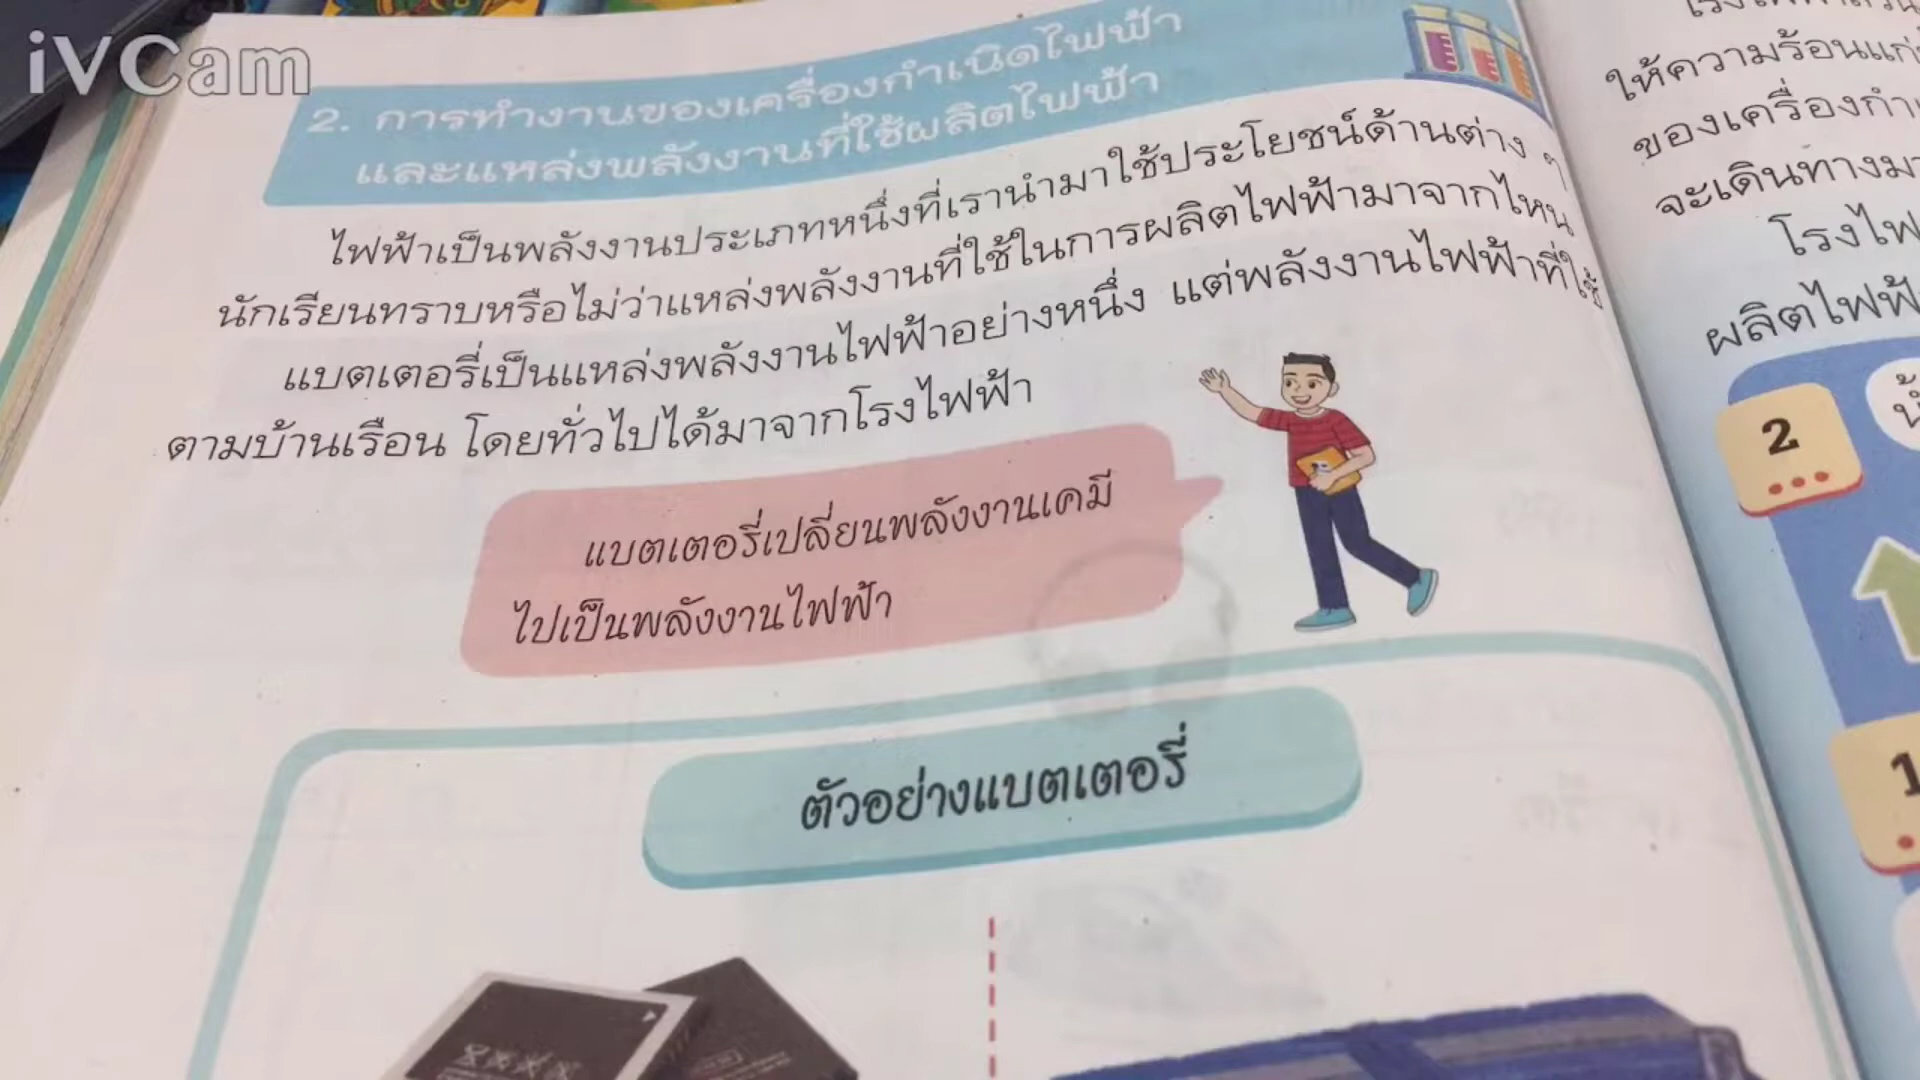 iVCam
2. การทำงานของเครื่องกำเนิดไฟฟ้า
และแหล่งพลังงานที่ใช้ผลิตไฟฟ้า
ไฟฟ้าเป็นพลังงานประเภทหนึ่งที่เรานำมาใช้ประโยชน์ด้านต่าง ๆ
นักเรียนทราบหรือไม่ว่าแหล่งพลังงานที่ใช้ในการผลิตไฟฟ้ามาจากไหน
แบตเตอรี่เป็นแหล่งพลังงานไฟฟ้าอย่างหนึ่ง แต่พลังงานไฟฟ้าที่ใช้
ตามบ้านเรือน โดยทั่วไปได้มาจากโรงไฟฟ้า
แบตเตอรี่เปลี่ยนพลังงานเคมี
ไปเป็นพลังงานไฟฟ้า
ตัวอย่างแบตเตอรี่
ให้ความร้อนแก่
ของเครื่องกำ
จะเดินทางมา
โรงไฟ
ผลิตไฟฟ้
2
1